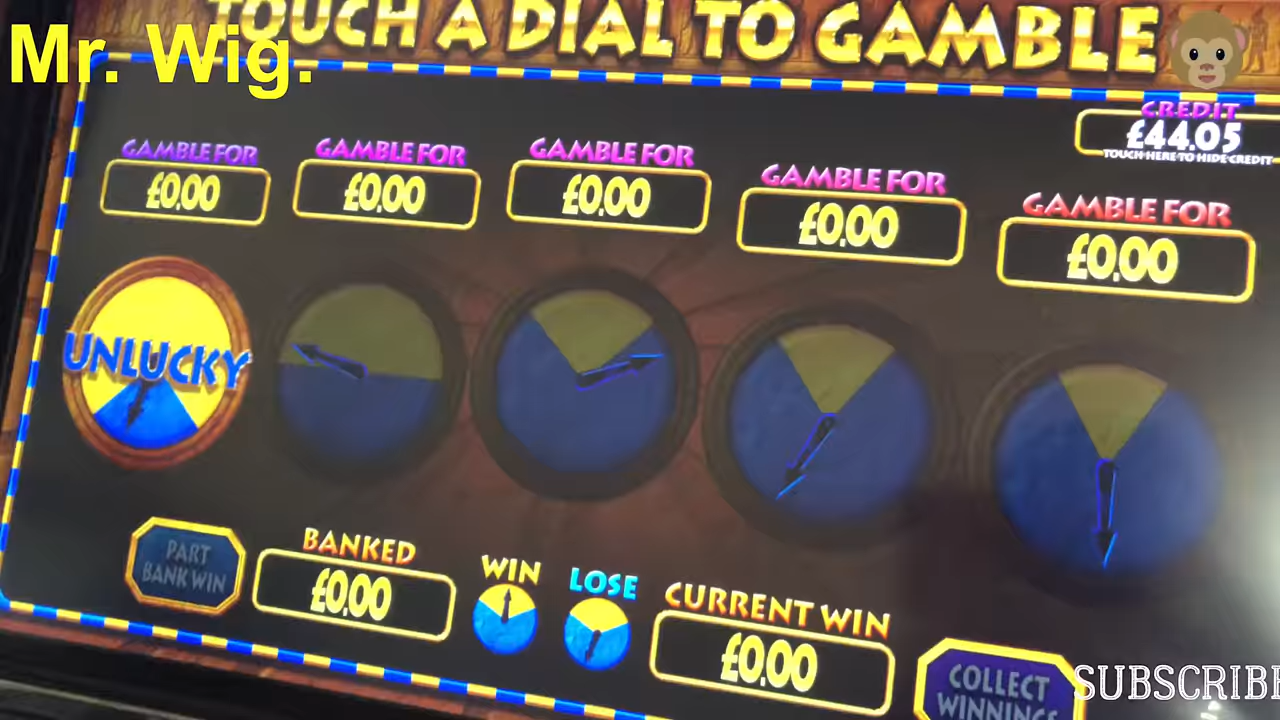 TOUCH A DIAL TO GAMBLE
Mr. Wig.
CREDIT
£44.05
TOUCH HERE TO HIDE CREDIT
GAMBLE FOR
£0.00
GAMBLE FOR
£0.00
GAMBLE FOR
£0.00
GAMBLE FOR
£0.00
GAMBLE FOR
£0.00
UNLUCKY
PART
BANK WIN
BANKED
£0.00
WIN
LOSE
CURRENT WIN
£0.00
COLLECT
WINNINGS
SUBSCRIBE